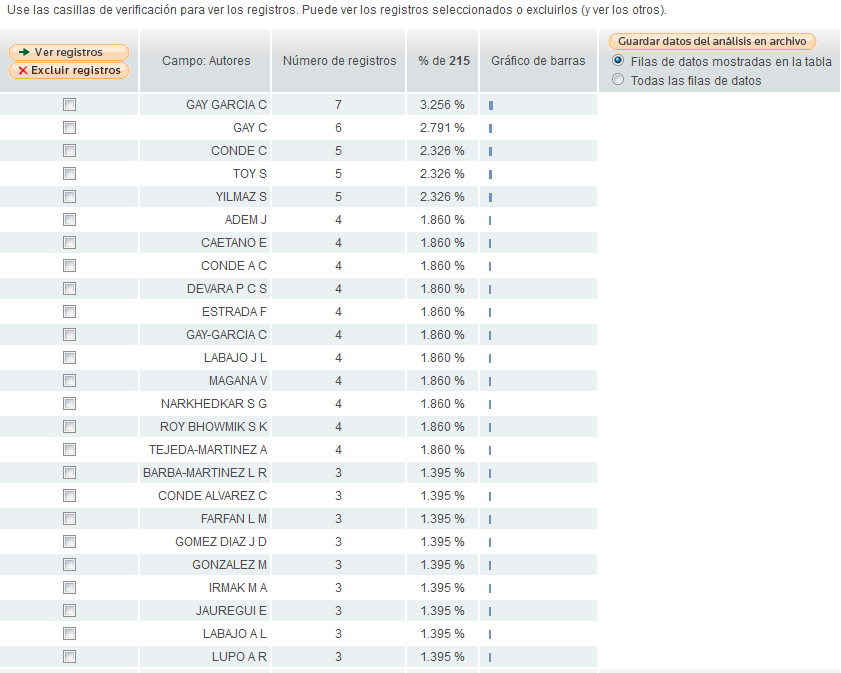 Use las casillas de verificación para ver los registros. Puede ver los registros seleccionados o excluirlos (y ver los otros).
Ver registros
Excluir registros
Campo: Autores Número de registros % de 215 Gráfico de barras
Guardar datos del análisis en archivo
Filas de datos mostradas en la tabla
Todas las filas de datos
GAY GARCIA C 7 3.256 %
GAY C 6 2.791 %
CONDE C 5 2.326 %
TOY S 5 2.326 %
YILMAZ S 5 2.326 %
ADEM J 4 1.860 %
CAETANO E 4 1.860 %
CONDE A C 4 1.860 %
DEVARA P C S 4 1.860 %
ESTRADA F 4 1.860 %
GAY-GARCIA C 4 1.860 %
LABAJO J L 4 1.860 %
MAGANA V 4 1.860 %
NARKHEDKAR S G 4 1.860 %
ROY BHOWMIK S K 4 1.860 %
TEJEDA-MARTINEZ A 4 1.860 %
BARBA-MARTINEZ L R 3 1.395 %
CONDE ALVAREZ C 3 1.395 %
FARFAN L M 3 1.395 %
GOMEZ DIAZ J D 3 1.395 %
GONZALEZ M 3 1.395 %
IRMAK M A 3 1.395 %
JAUREGUI E 3 1.395 %
LABAJO A L 3 1.395 %
LUPO A R 3 1.395 %